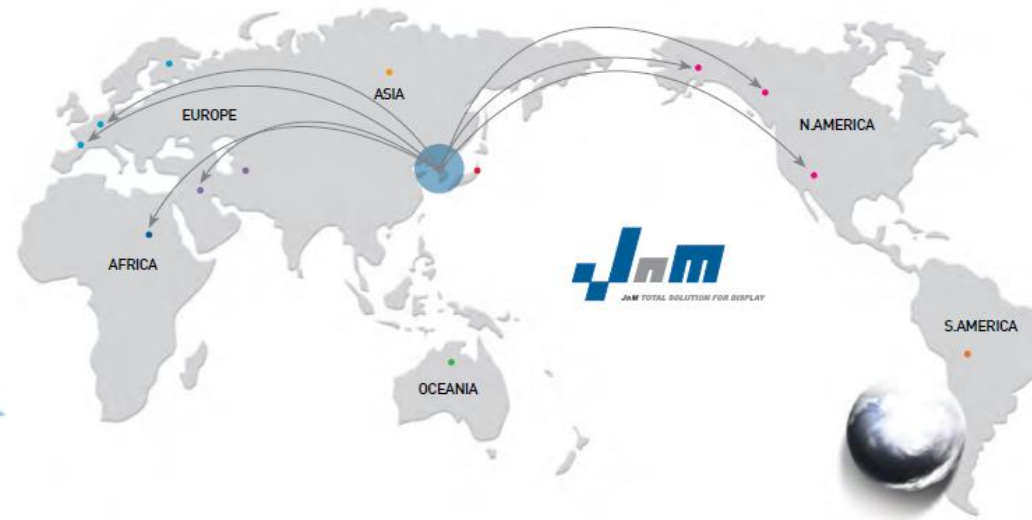 ASIA
EUROPE
N.AMERICA
AFRICA
JnM
JnM TOTAL SOLUTION FOR DISPLAY
S.AMERICA
OCEANIA